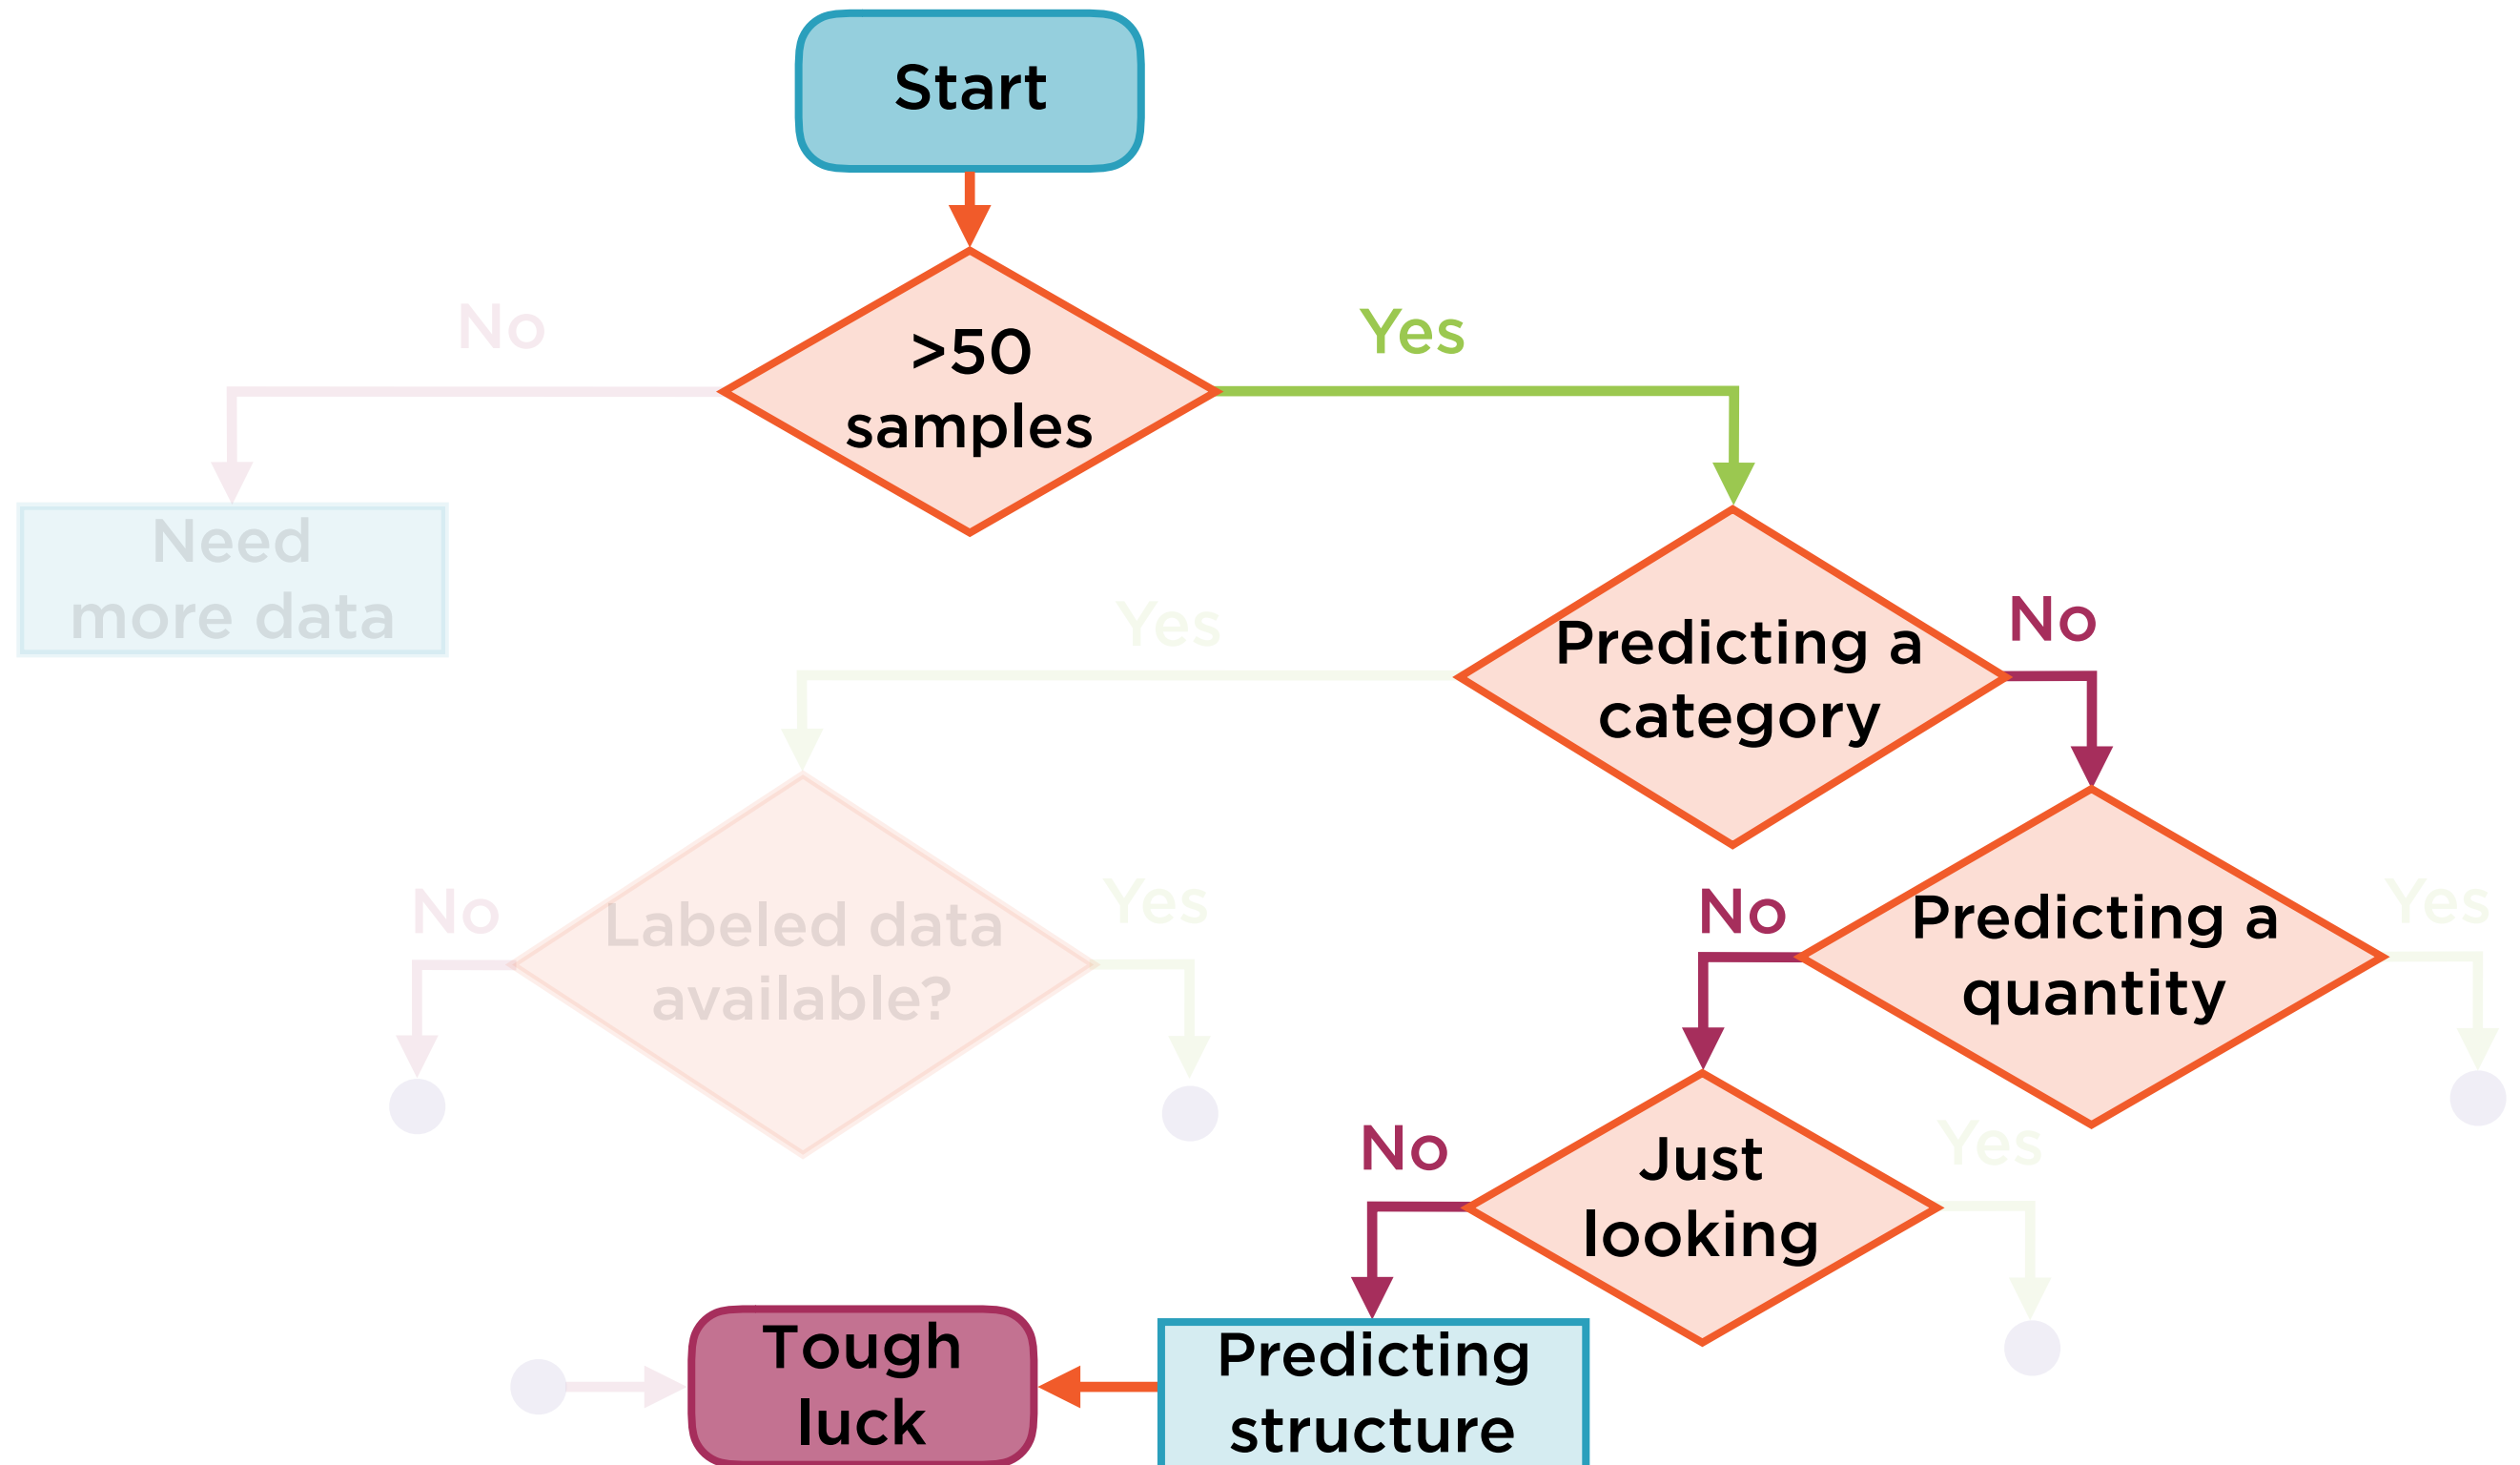 Start
No
Yes
>50
samples
Need
more data
Yes
No
Predicting a
category
No
Yes
No
Yes
Labeled data
available?
Predicting a
quantity
No
Yes
Just
looking
Tough
luck
Predicting
structure